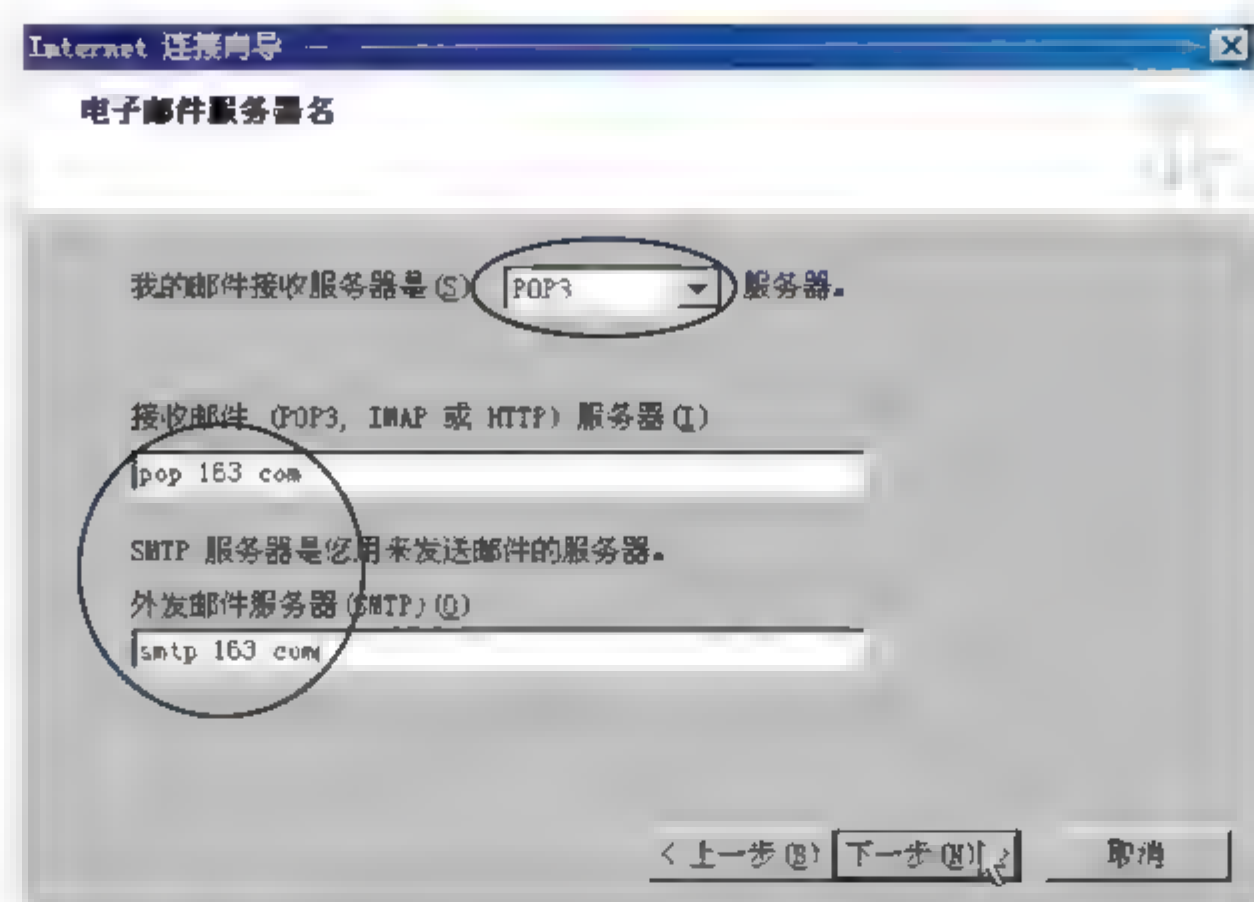 Internet 连接向导
电子邮件服务器名
我的邮件接收服务器是(S) POP3 服务器。
接收邮件 (POP3, IMAP 或 HTTP) 服务器(I)
pop 163 com
SMTP 服务器是您用来发送邮件的服务器。
外发邮件服务器(SMTP)(O)
smtp 163 com
< 上一步(B) 下一步(N) > 取消